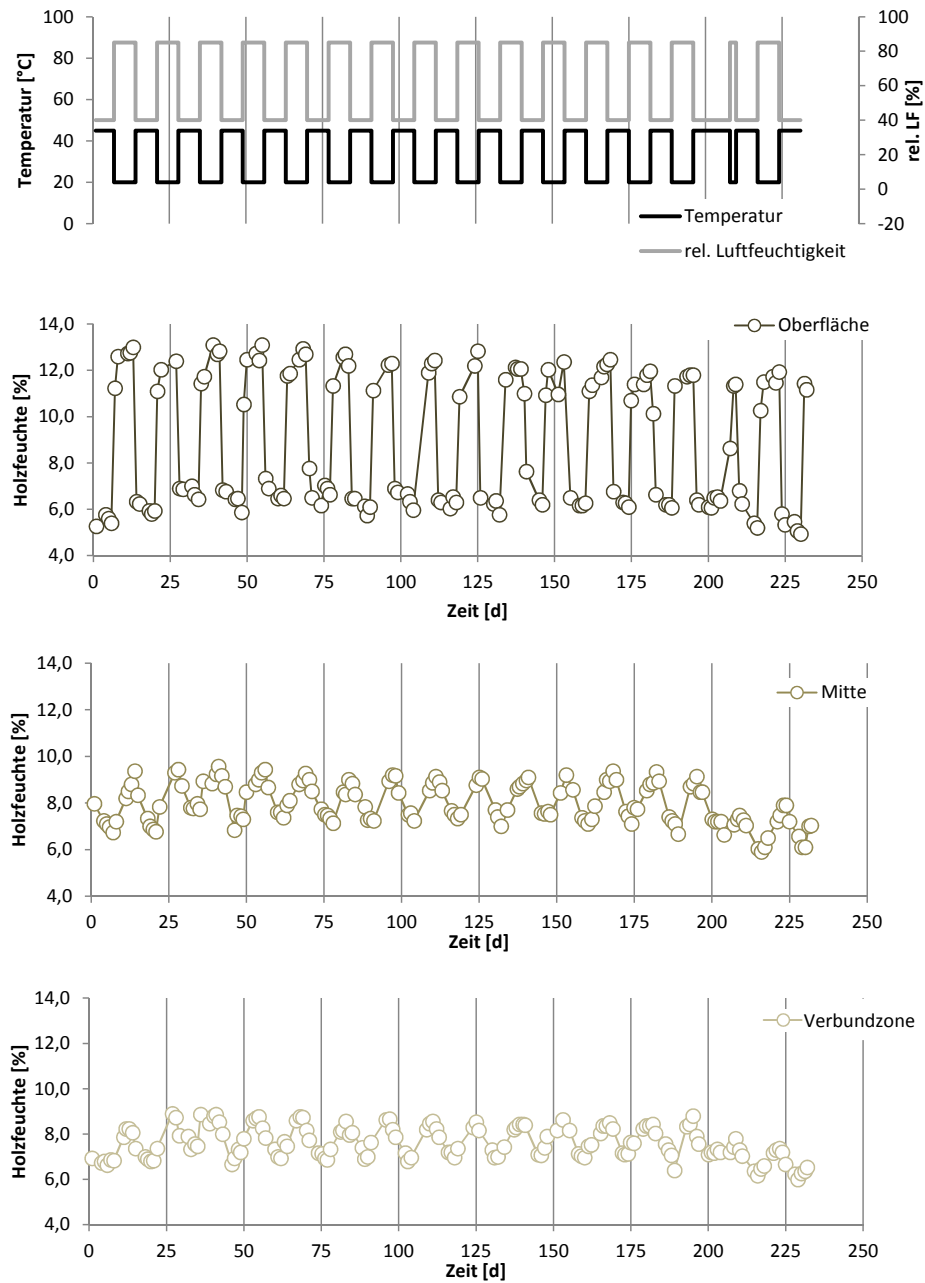 Temperatur [°C]
100
80
60
40
20
0
100
80
60
40
20
0
-20
rel. LF [%]
Temperatur
rel. Luftfeuchtigkeit
Holzfeuchte [%]
14,0
12,0
10,0
8,0
6,0
4,0
Oberfläche
0 25 50 75 100 125 150 175 200 225 250
Zeit [d]
Holzfeuchte [%]
14,0
12,0
10,0
8,0
6,0
4,0
Mitte
0 25 50 75 100 125 150 175 200 225 250
Zeit [d]
Holzfeuchte [%]
14,0
12,0
10,0
8,0
6,0
4,0
Verbundzone
0 25 50 75 100 125 150 175 200 225 250
Zeit [d]